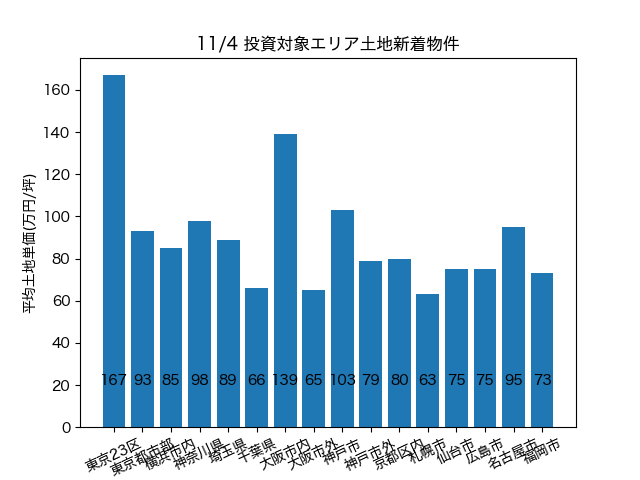 11/4 投資対象エリア土地新着物件
平均土地単価(万円/坪)
160
140
120
100
80
60
40
20
0
167 93 85 98 89 66 139 65 103 79 80 63 75 75 95 73
東京23区 東京都市部 横浜市内 神奈川県 埼玉県 千葉県 大阪市内 大阪市外 神戸市 神戸市外 京都区内 札幌市 仙台市 広島市 名古屋市 福岡市